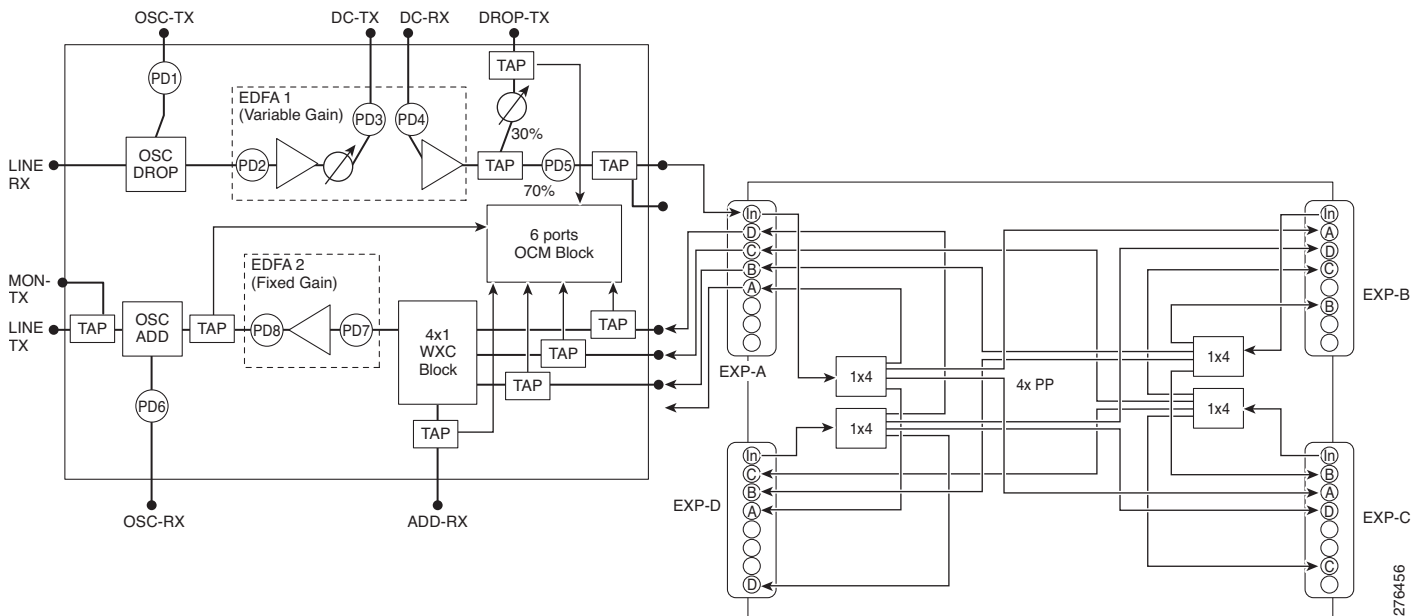 OSC-TX
DC-TX
DC-RX
DROP-TX
TAP
PD1
EDFA 1
(Variable Gain)
PD3
PD4
30%
LINE
RX
OSC
DROP
PD2
TAP
PD5
TAP
70%
6 ports
OCM Block
MON-
TX
LINE
TX
TAP
OSC
ADD
TAP
EDFA 2
(Fixed Gain)
PD8
PD7
4x1
WXC
Block
TAP
TAP
TAP
TAP
PD6
OSC-RX
ADD-RX
In
D
C
B
A
EXP-A
In
A
D
C
B
EXP-B
1x4
1x4
4x PP
1x4
1x4
In
C
B
A
D
EXP-D
In
B
A
D
C
EXP-C
276456